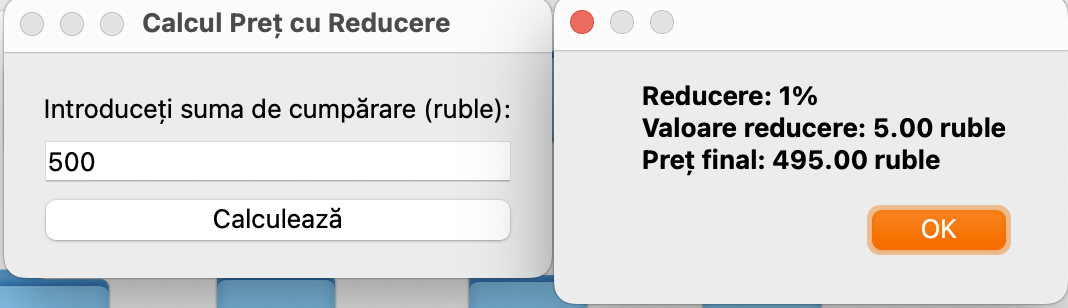 Calcul Preț cu Reducere
Introduceți suma de cumpărare (ruble):
500
Calculează
Reducere: 1%
Valoare reducere: 5.00 ruble
Preț final: 495.00 ruble
OK